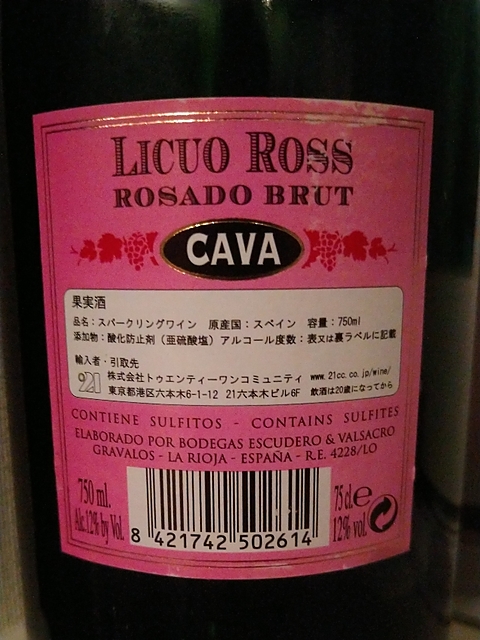 LICUO ROSS
ROSADO BRUT
CAVA
果実酒
品名：スパークリングワイン 原産国：スペイン 容量：750ml
添加物：酸化防止剤（亜硫酸塩）アルコール度数：表又は裏ラベルに記載
輸入者・引取先
21 株式会社トゥエンティーワンコミュニティ www.21cc.co.jp/wine/
東京都港区六本木6-1-12 21六本木ビル6F 飲酒は20歳になってから
CONTIENE SULFITOS - CONTAINS SULFITES
ELABORADO POR BODEGAS ESCUDERO & VALSACRO
GRAVALOS - LA RIOJA - ESPAÑA - R.E. 4228/LO
750 ml.
Alc.12% by Vol.
75 cl.e
12% vol.
8 421742 502614